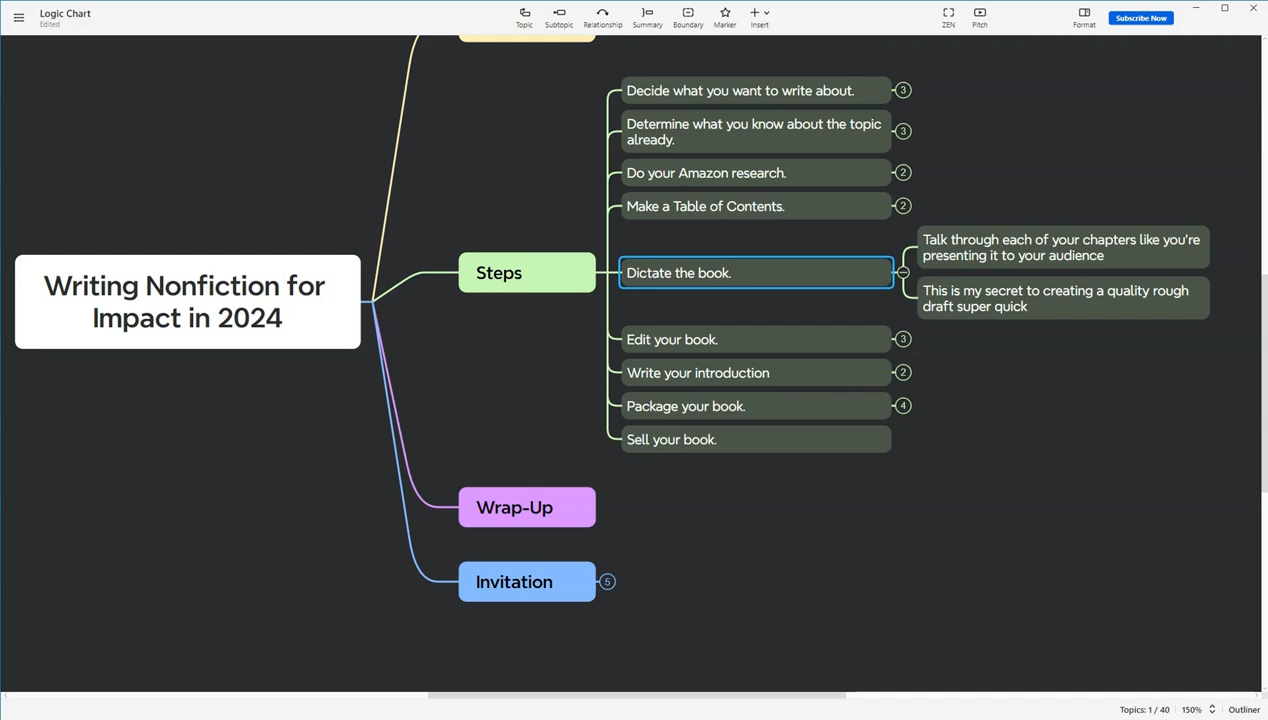 Logic Chart
Edited
Topic
Subtopic
Relationship
Summary
Boundary
Marker
Insert
ZEN
Pitch
Format
Subscribe Now
Decide what you want to write about.
3
Determine what you know about the topic
already.
3
Do your Amazon research.
2
Make a Table of Contents.
2
Talk through each of your chapters like you're
presenting it to your audience
Writing Nonfiction for
Impact in 2024
Steps
Dictate the book.
This is my secret to creating a quality rough
draft super quick
Edit your book.
3
Write your introduction
2
Package your book.
4
Sell your book.
Wrap-Up
Invitation
5
Topics: 1 / 40
150%
Outliner